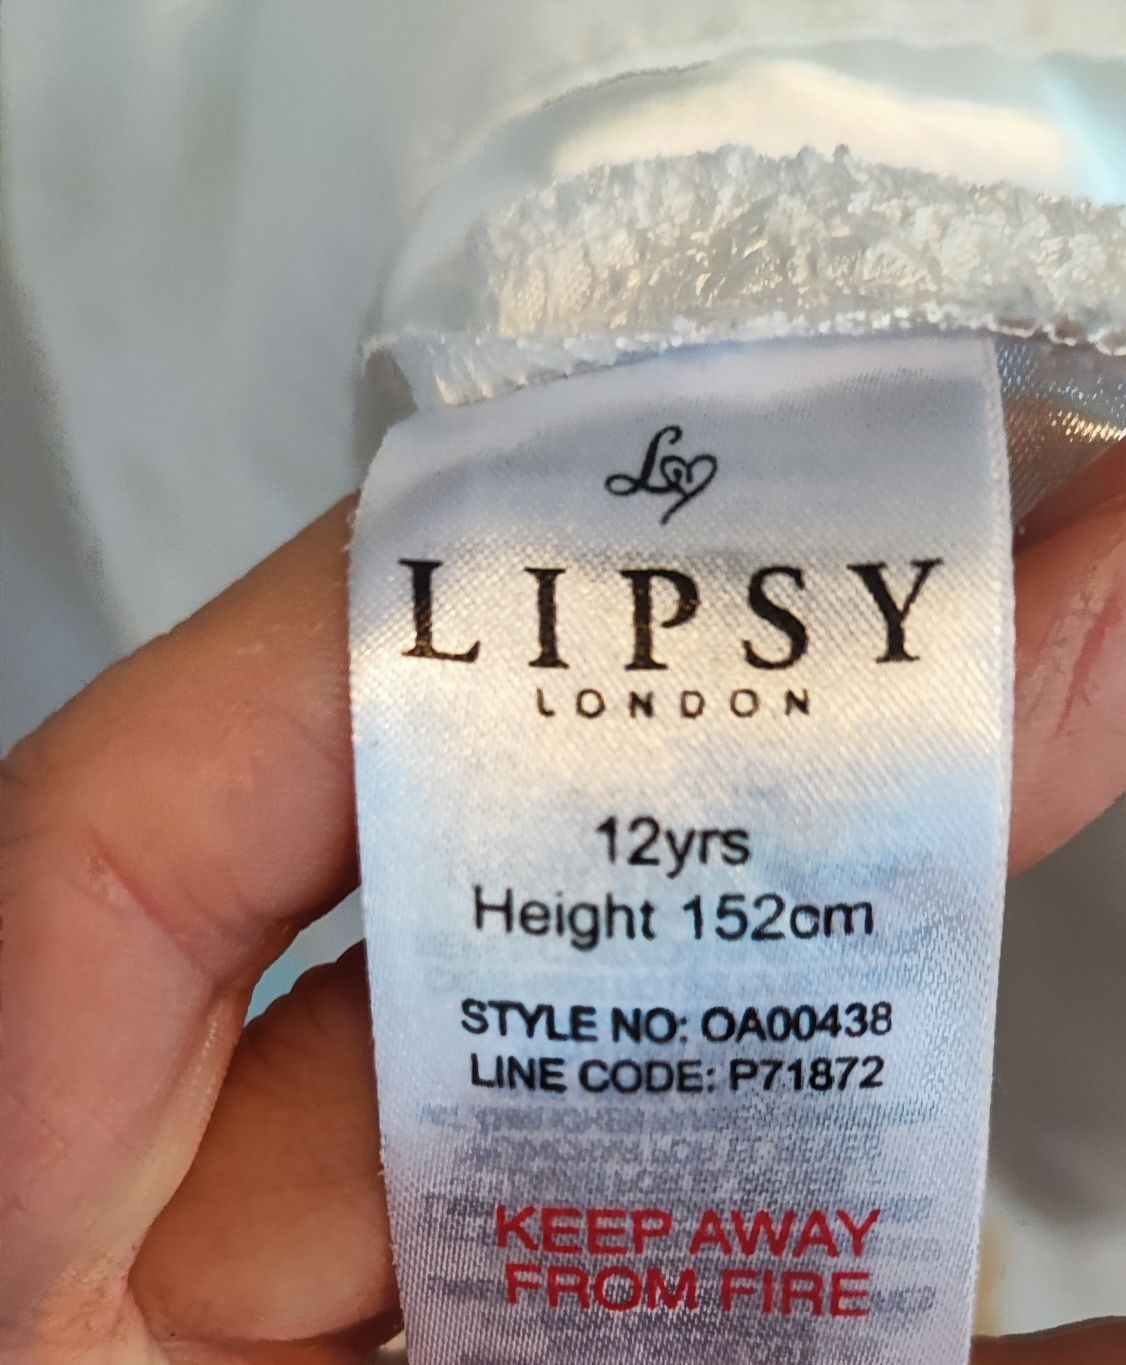 LIPSY
LONDON
12yrs
Height 152cm
STYLE NO: OA00438
LINE CODE: P71872
KEEP AWAY
FROM FIRE